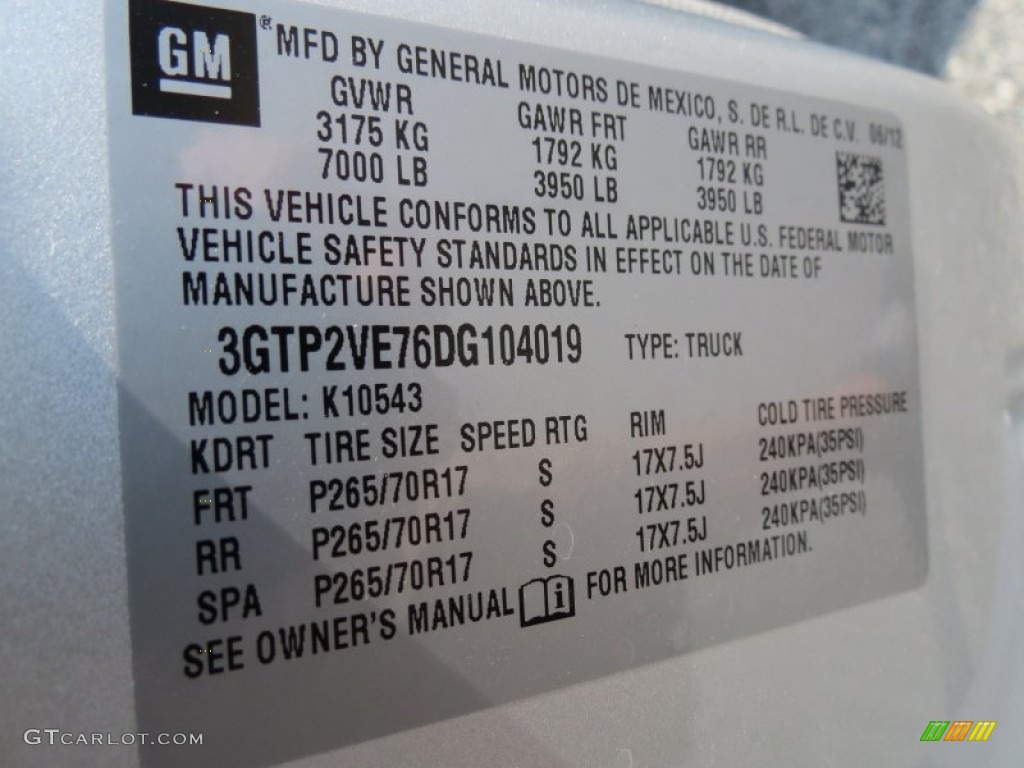 GM ® MFD BY GENERAL MOTORS DE MEXICO, S. DE R.L. DE C.V. 06/12
GVWR GAWR FRT GAWR RR
3175 KG 1792 KG 1792 KG
7000 LB 3950 LB 3950 LB
THIS VEHICLE CONFORMS TO ALL APPLICABLE U.S. FEDERAL MOTOR
VEHICLE SAFETY STANDARDS IN EFFECT ON THE DATE OF
MANUFACTURE SHOWN ABOVE.
3GTP2VE76DG104019 TYPE: TRUCK
MODEL: K10543
KDRT TIRE SIZE SPEED RTG RIM COLD TIRE PRESSURE
FRT P265/70R17 S 17X7.5J 240KPA(35PSI)
RR P265/70R17 S 17X7.5J 240KPA(35PSI)
SPA P265/70R17 S 17X7.5J 240KPA(35PSI)
SEE OWNER'S MANUAL i FOR MORE INFORMATION.
GTCARLOT.COM